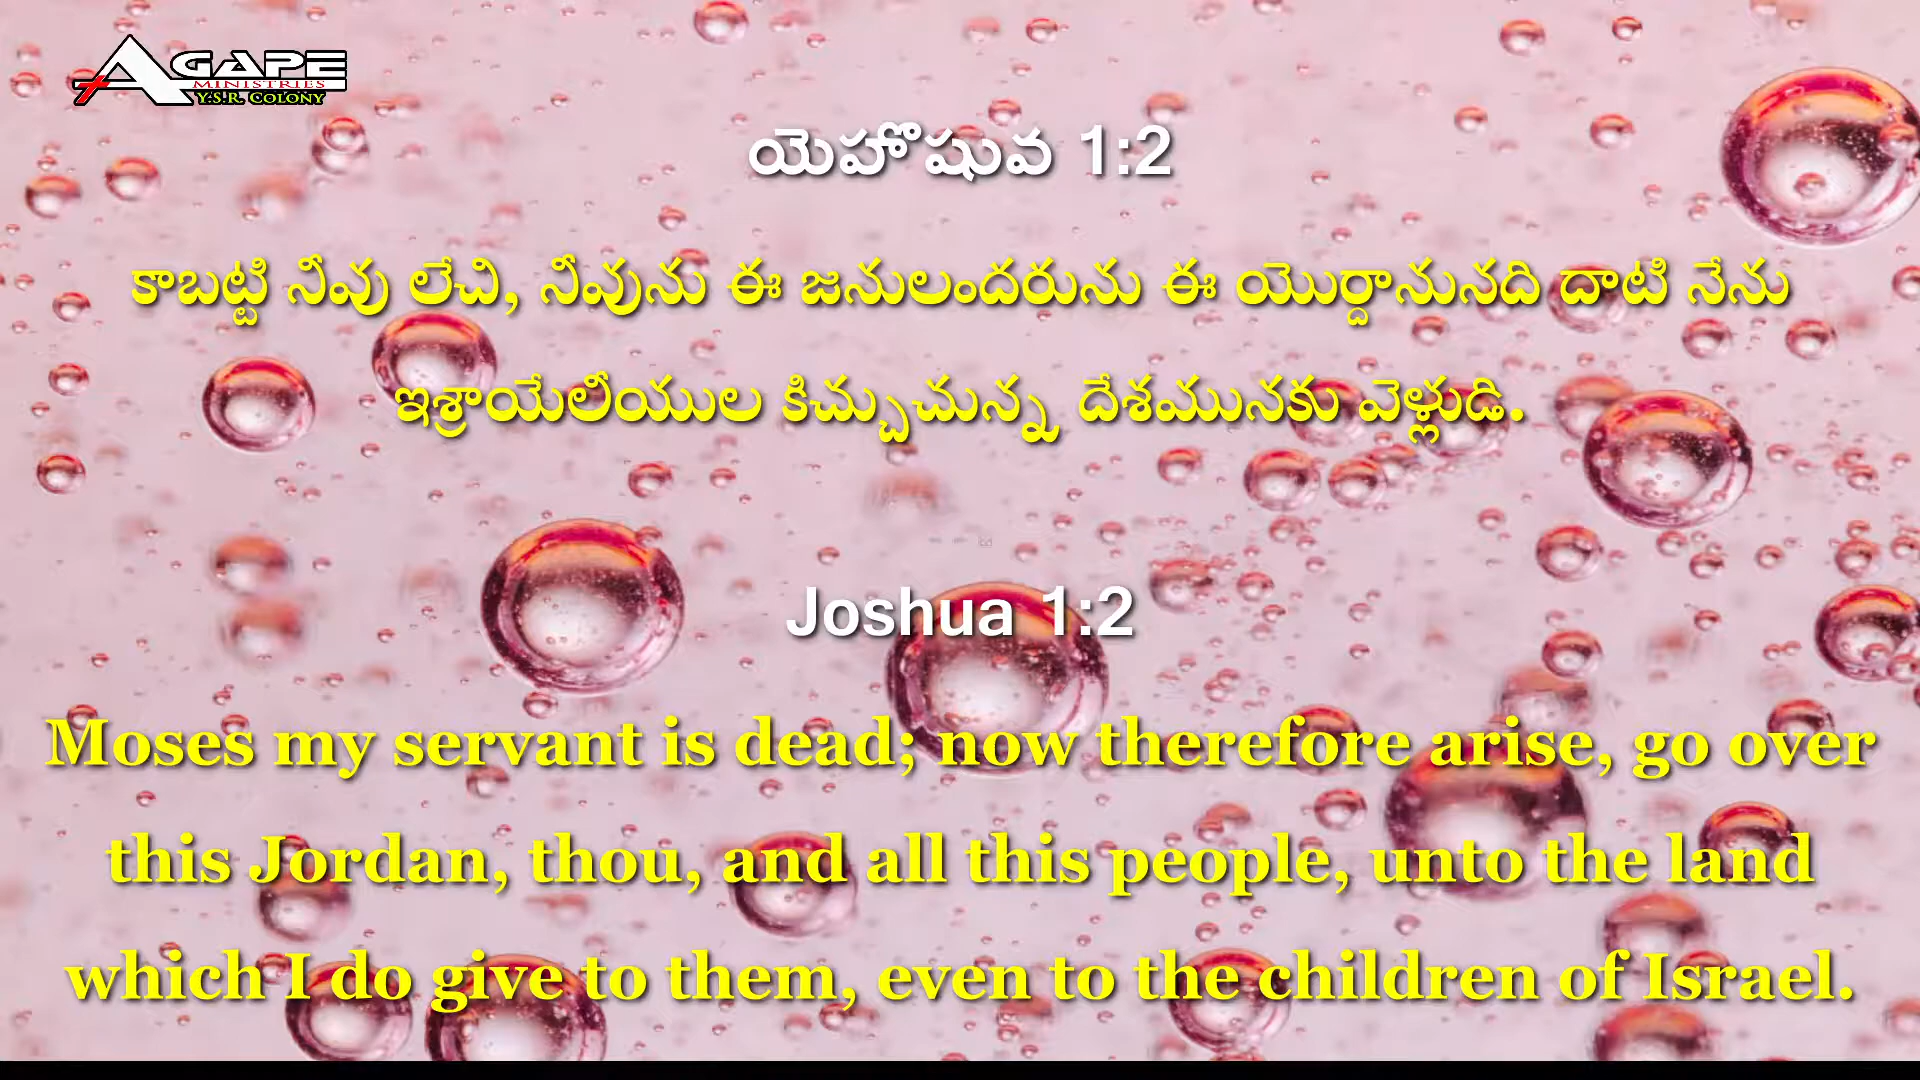 AGAPE
MINISTRIES
Y.S.R. COLONY
యెహొషువ 1:2
కాబట్టి నీవు లేచి, నీవును ఈ జనులందరును ఈ యొర్దానునది దాటి నేను
ఇశ్రాయేలీయుల కిచ్చుచున్న దేశమునకు వెళ్లుడి.
Joshua 1:2
Moses my servant is dead; now therefore arise, go over
this Jordan, thou, and all this people, unto the land
which I do give to them, even to the children of Israel.